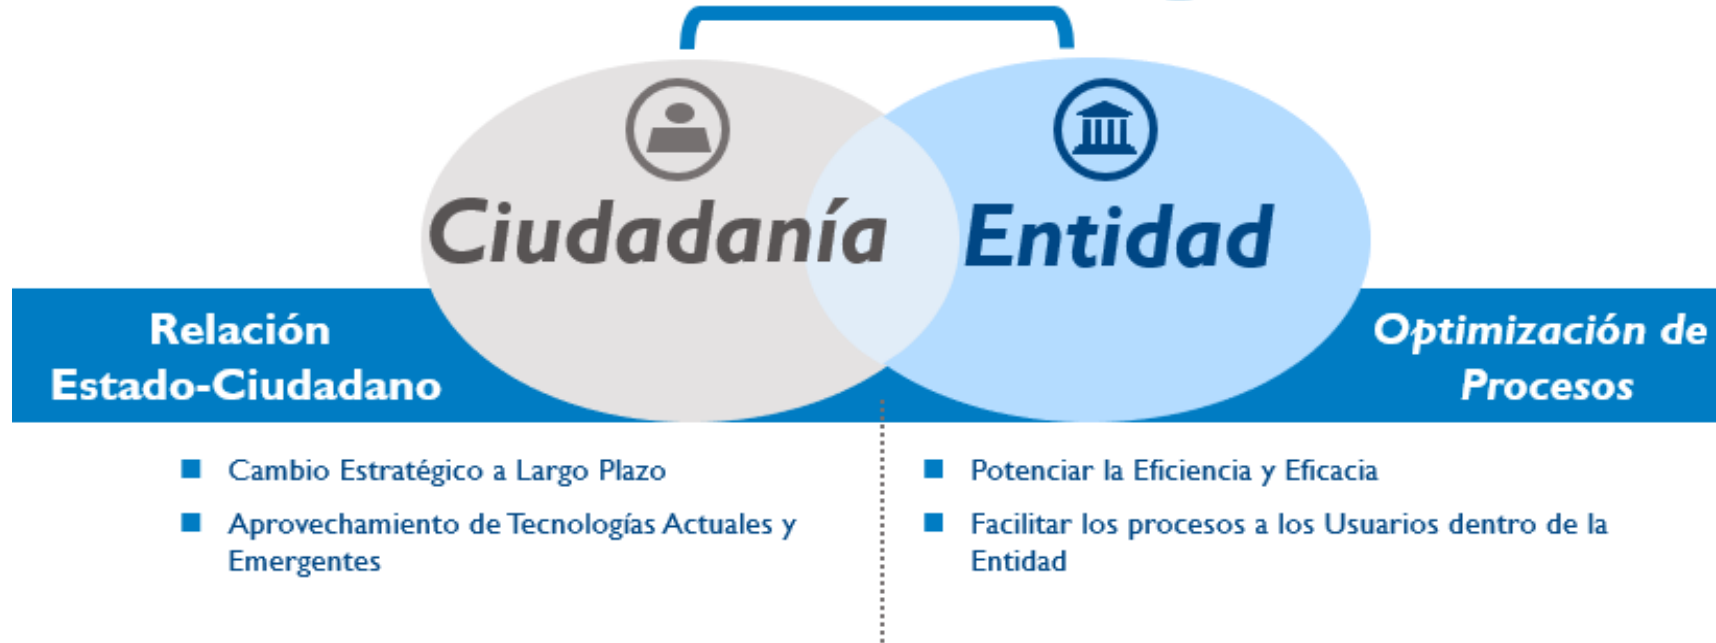 Ciudadanía
Entidad
Relación
Estado-Ciudadano
Optimización de
Procesos
Cambio Estratégico a Largo Plazo
Aprovechamiento de Tecnologías Actuales y
Emergentes
Potenciar la Eficiencia y Eficacia
Facilitar los procesos a los Usuarios dentro de la
Entidad